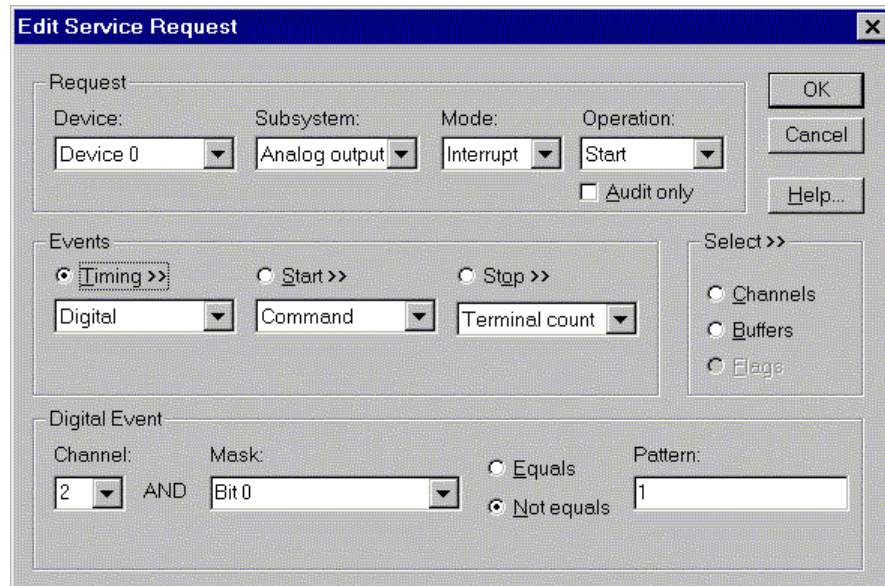 Edit Service Request
Request
OK
Device: Subsystem: Mode: Operation:
Device 0 Analog output Interrupt Start
Cancel
Audit only
Help...
Events
Select >>
Timing >> Start >> Stop >>
Channels
Digital Command Terminal count
Buffers
Flags
Digital Event
Channel: Mask: Pattern:
Equals
2 AND Bit 0 1
Not equals